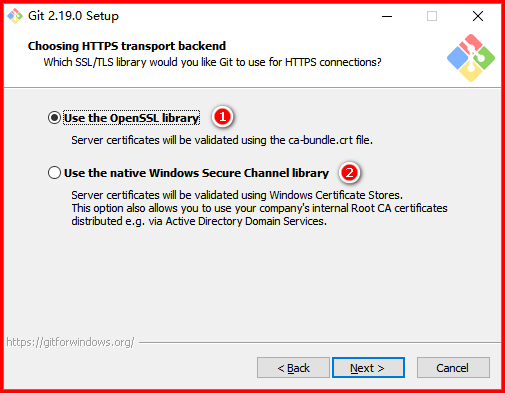 Git 2.19.0 Setup
Choosing HTTPS transport backend
Which SSL/TLS library would you like Git to use for HTTPS connections?
Use the OpenSSL library 1
Server certificates will be validated using the ca-bundle.crt file.
Use the native Windows Secure Channel library 2
Server certificates will be validated using Windows Certificate Stores.
This option also allows you to use your company's internal Root CA certificates
distributed e.g. via Active Directory Domain Services.
https://gitforwindows.org/
< Back Next > Cancel